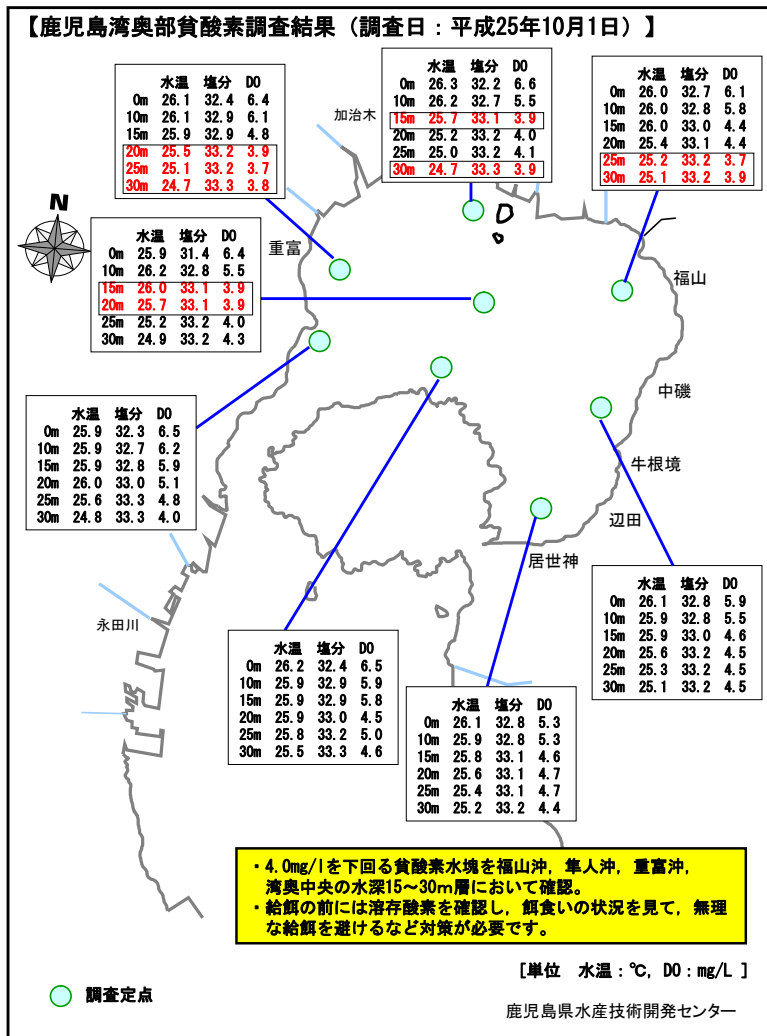 【鹿児島湾奥部貧酸素調査結果（調査日：平成25年10月1日）】
水温 塩分 DO
0m 26.1 32.4 6.4
10m 26.1 32.9 6.1
15m 25.9 32.9 4.8
20m 25.5 33.2 3.9
25m 25.1 33.2 3.7
30m 24.7 33.3 3.8
加治木
水温 塩分 DO
0m 26.3 32.2 6.6
10m 26.2 32.7 5.5
15m 25.7 33.1 3.9
20m 25.2 33.2 4.0
25m 25.0 33.2 4.1
30m 24.7 33.3 3.9
水温 塩分 DO
0m 26.0 32.7 6.1
10m 26.0 32.8 5.8
15m 26.0 33.0 4.4
20m 25.4 33.1 4.4
25m 25.2 33.2 3.7
30m 25.1 33.2 3.9
N
重富
水温 塩分 DO
0m 25.9 31.4 6.4
10m 26.2 32.8 5.5
15m 26.0 33.1 3.9
20m 25.7 33.1 3.9
25m 25.2 33.2 4.0
30m 24.9 33.2 4.3
福山
中磯
牛根境
辺田
居世神
水温 塩分 DO
0m 25.9 32.3 6.5
10m 25.9 32.7 6.2
15m 25.9 32.8 5.9
20m 26.0 33.0 5.1
25m 25.6 33.3 4.8
30m 24.8 33.3 4.0
永田川
水温 塩分 DO
0m 26.1 32.8 5.9
10m 25.9 32.8 5.5
15m 25.9 33.0 4.6
20m 25.6 33.2 4.5
25m 25.3 33.2 4.5
30m 25.1 33.2 4.5
水温 塩分 DO
0m 26.2 32.4 6.5
10m 25.9 32.9 5.9
15m 25.9 32.9 5.8
20m 25.9 33.0 4.5
25m 25.8 33.2 5.0
30m 25.5 33.3 4.6
水温 塩分 DO
0m 26.1 32.8 5.3
10m 25.9 32.8 5.3
15m 25.8 33.1 4.6
20m 25.6 33.1 4.7
25m 25.4 33.1 4.7
30m 25.2 33.2 4.4
・4.0mg/lを下回る貧酸素水塊を福山沖，隼人沖，重富沖，
湾奥中央の水深15～30m層において確認。
・給餌の前には溶存酸素を確認し，餌食いの状況を見て，無理
な給餌を避けるなど対策が必要です。
[単位 水温：℃，DO：mg/L ]
調査定点
鹿児島県水産技術開発センター